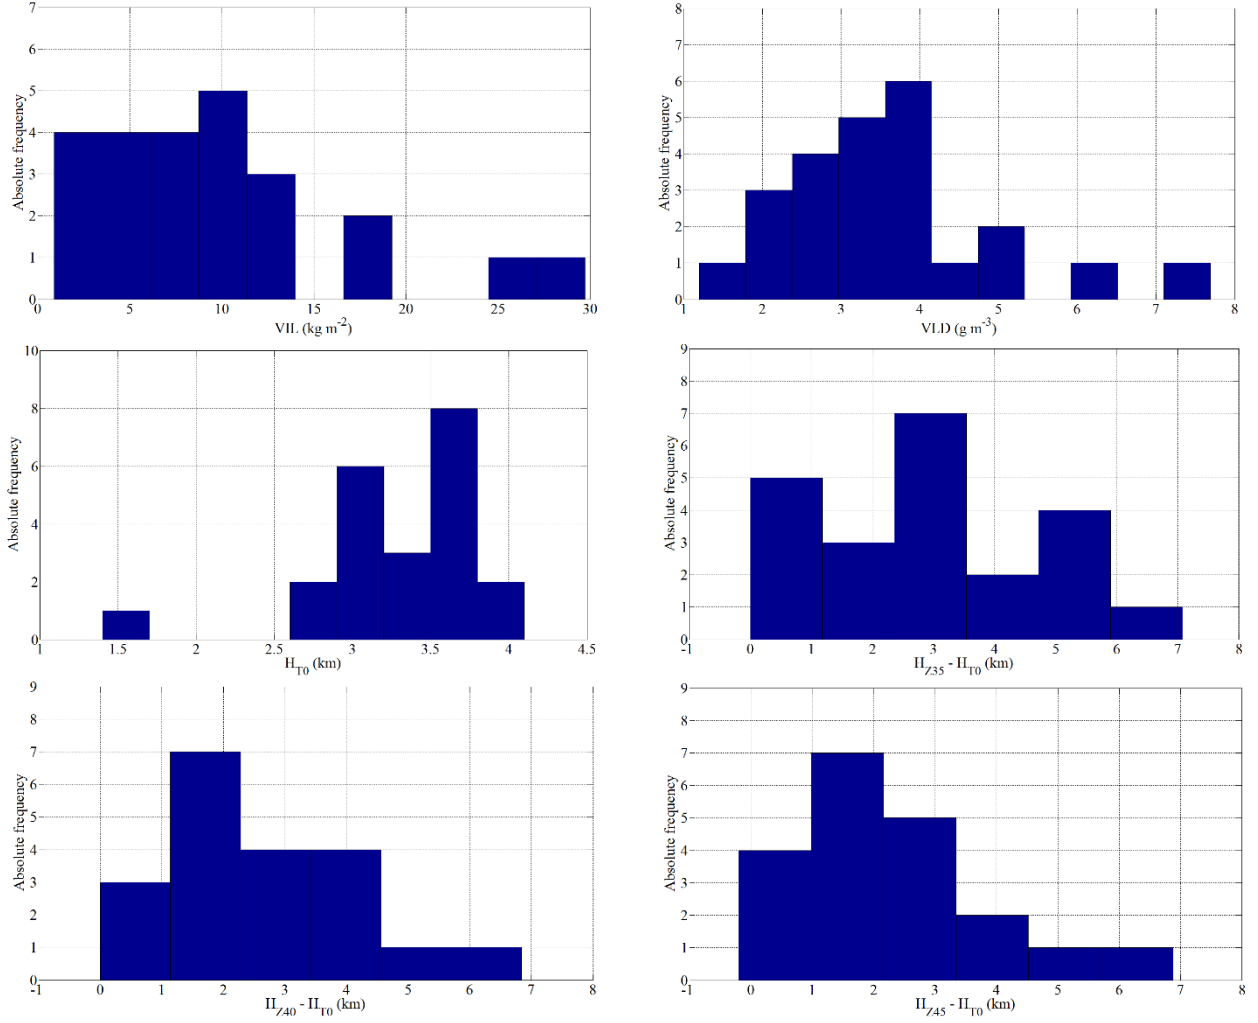 7
6
5
4
3
2
1
0
Absolute frequency
0 5 10 15 20 25 30
VIL (kg m-2)
8
7
6
5
4
3
2
1
0
Absolute frequency
1 2 3 4 5 6 7 8
VLD (g m-3)
10
8
6
4
2
0
Absolute frequency
1 1.5 2 2.5 3 3.5 4 4.5
HT0 (km)
9
8
7
6
5
4
3
2
1
0
Absolute frequency
-1 0 1 2 3 4 5 6 7 8
HZ35 - HT0 (km)
9
8
7
6
5
4
3
2
1
0
Absolute frequency
-1 0 1 2 3 4 5 6 7 8
HZ40 - HT0 (km)
9
8
7
6
5
4
3
2
1
0
Absolute frequency
-1 0 1 2 3 4 5 6 7 8
HZ45 - HT0 (km)